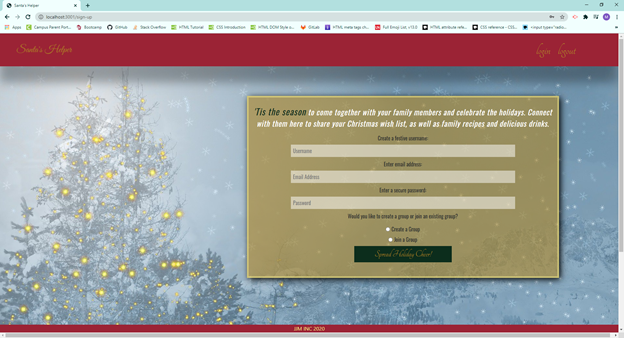 Santa's Helper
localhost:3001/sign-up
Apps
GitHub
Stack Overflow
HTML Tutorial
CSS Introduction
HTML DOM Style o...
GitLab
HTML meta tags ch...
Full Emoji List, v13.0
HTML attribute refe...
CSS reference - CSS...
<input type="radio...
Santa's Helper
login
logout
'Tis the season to come together with your family members and celebrate the holidays. Connect
with them here to share your Christmas wish list, as well as family recipes and delicious drinks.
Create a festive username:
Username
Enter email address:
Email Address
Enter a secure password:
Password
Would you like to create a group or join an existing group?
Create a Group
Join a Group
Spread Holiday Cheer!
IJM INC 2020